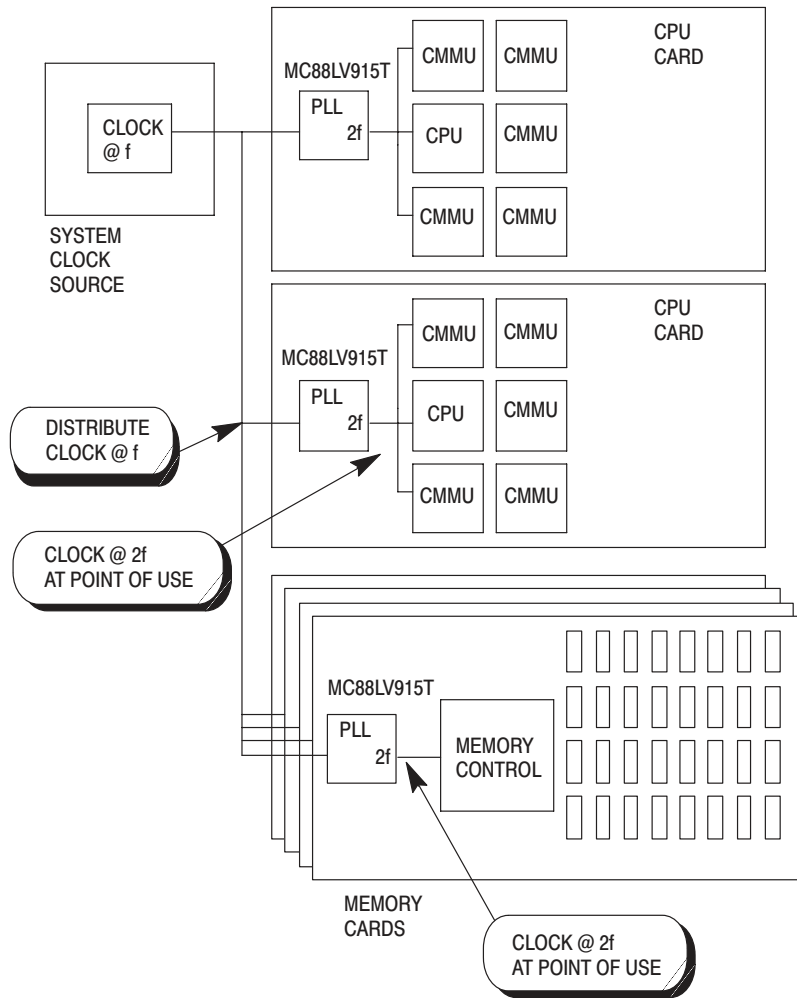 CPU
CARD
MC88LV915T
CMMU
CMMU
PLL
2f
CPU
CMMU
CMMU
CMMU
CLOCK
@ f
SYSTEM
CLOCK
SOURCE
CPU
CARD
MC88LV915T
CMMU
CMMU
PLL
2f
CPU
CMMU
CMMU
CMMU
DISTRIBUTE
CLOCK @ f
CLOCK @ 2f
AT POINT OF USE
MC88LV915T
PLL
2f
MEMORY
CONTROL
MEMORY
CARDS
CLOCK @ 2f
AT POINT OF USE